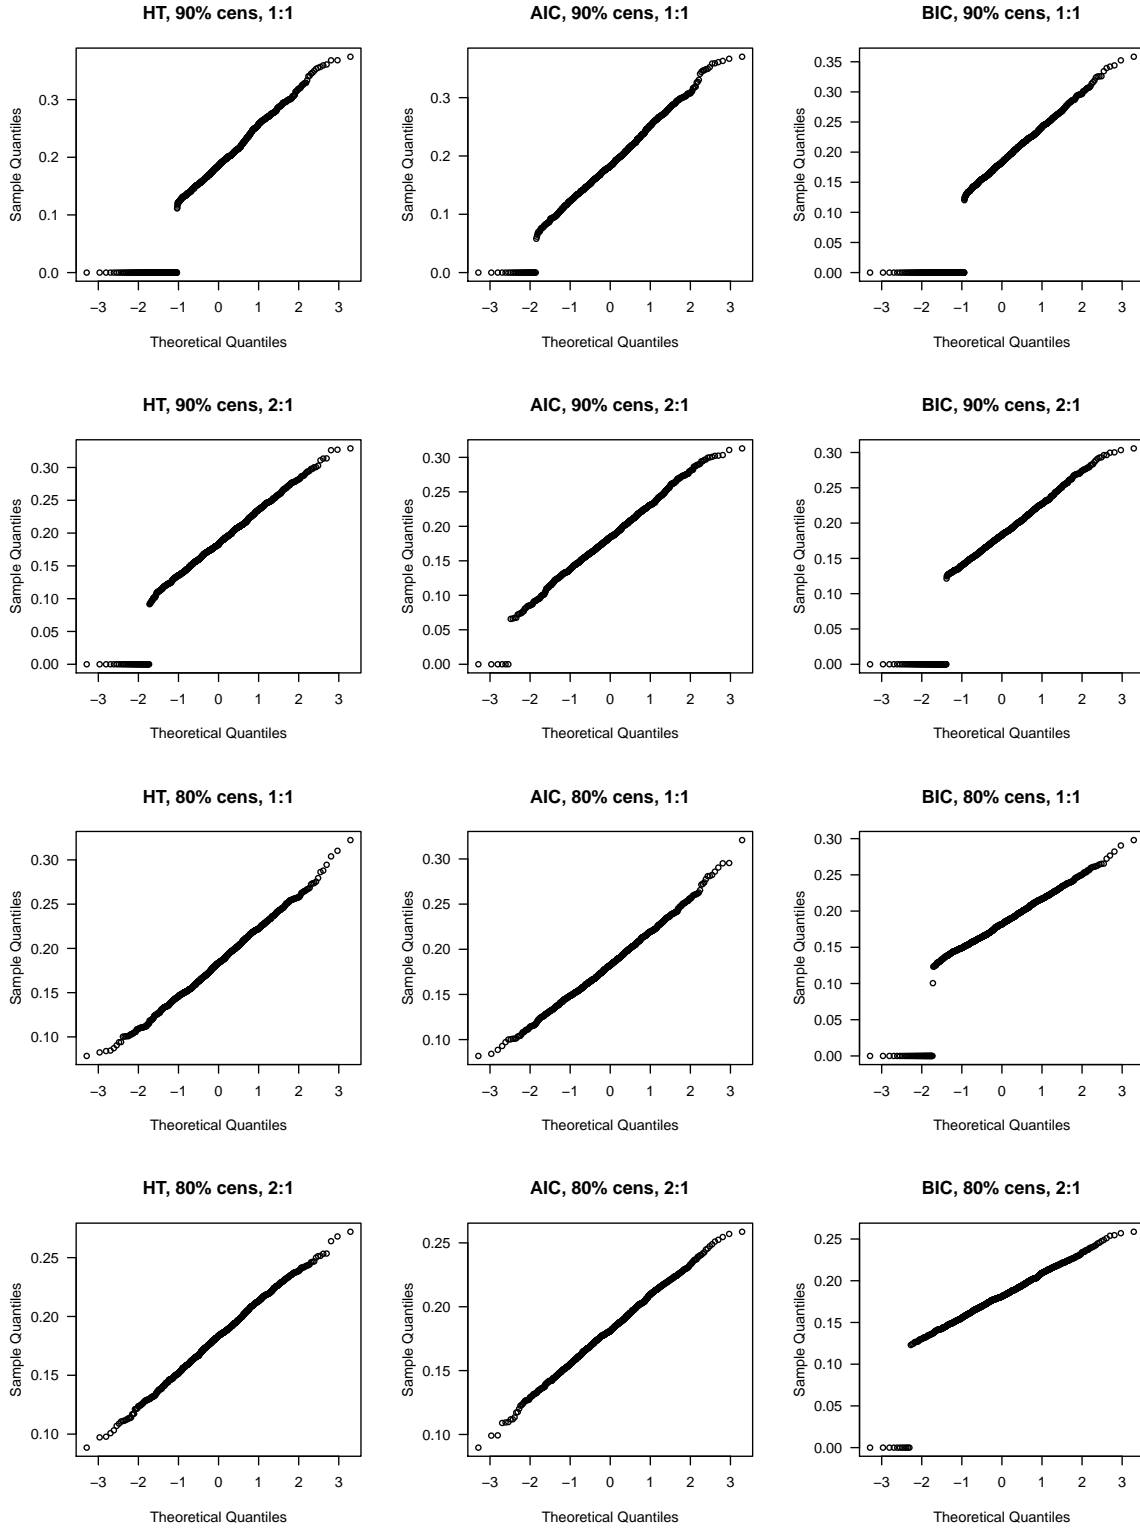 HT, 90% cens, 1:1
Sample Quantiles
0.3
0.2
0.1
0.0
−3 −2 −1 0 1 2 3
Theoretical Quantiles
AIC, 90% cens, 1:1
Sample Quantiles
0.3
0.2
0.1
0.0
−3 −2 −1 0 1 2 3
Theoretical Quantiles
BIC, 90% cens, 1:1
Sample Quantiles
0.35
0.30
0.25
0.20
0.15
0.10
0.05
0.00
−3 −2 −1 0 1 2 3
Theoretical Quantiles
HT, 90% cens, 2:1
Sample Quantiles
0.30
0.25
0.20
0.15
0.10
0.05
0.00
−3 −2 −1 0 1 2 3
Theoretical Quantiles
AIC, 90% cens, 2:1
Sample Quantiles
0.30
0.25
0.20
0.15
0.10
0.05
0.00
−3 −2 −1 0 1 2 3
Theoretical Quantiles
BIC, 90% cens, 2:1
Sample Quantiles
0.30
0.25
0.20
0.15
0.10
0.05
0.00
−3 −2 −1 0 1 2 3
Theoretical Quantiles
HT, 80% cens, 1:1
Sample Quantiles
0.30
0.25
0.20
0.15
0.10
−3 −2 −1 0 1 2 3
Theoretical Quantiles
AIC, 80% cens, 1:1
Sample Quantiles
0.30
0.25
0.20
0.15
0.10
−3 −2 −1 0 1 2 3
Theoretical Quantiles
BIC, 80% cens, 1:1
Sample Quantiles
0.30
0.25
0.20
0.15
0.10
0.05
0.00
−3 −2 −1 0 1 2 3
Theoretical Quantiles
HT, 80% cens, 2:1
Sample Quantiles
0.25
0.20
0.15
0.10
−3 −2 −1 0 1 2 3
Theoretical Quantiles
AIC, 80% cens, 2:1
Sample Quantiles
0.25
0.20
0.15
0.10
−3 −2 −1 0 1 2 3
Theoretical Quantiles
BIC, 80% cens, 2:1
Sample Quantiles
0.25
0.20
0.15
0.10
0.05
0.00
−3 −2 −1 0 1 2 3
Theoretical Quantiles